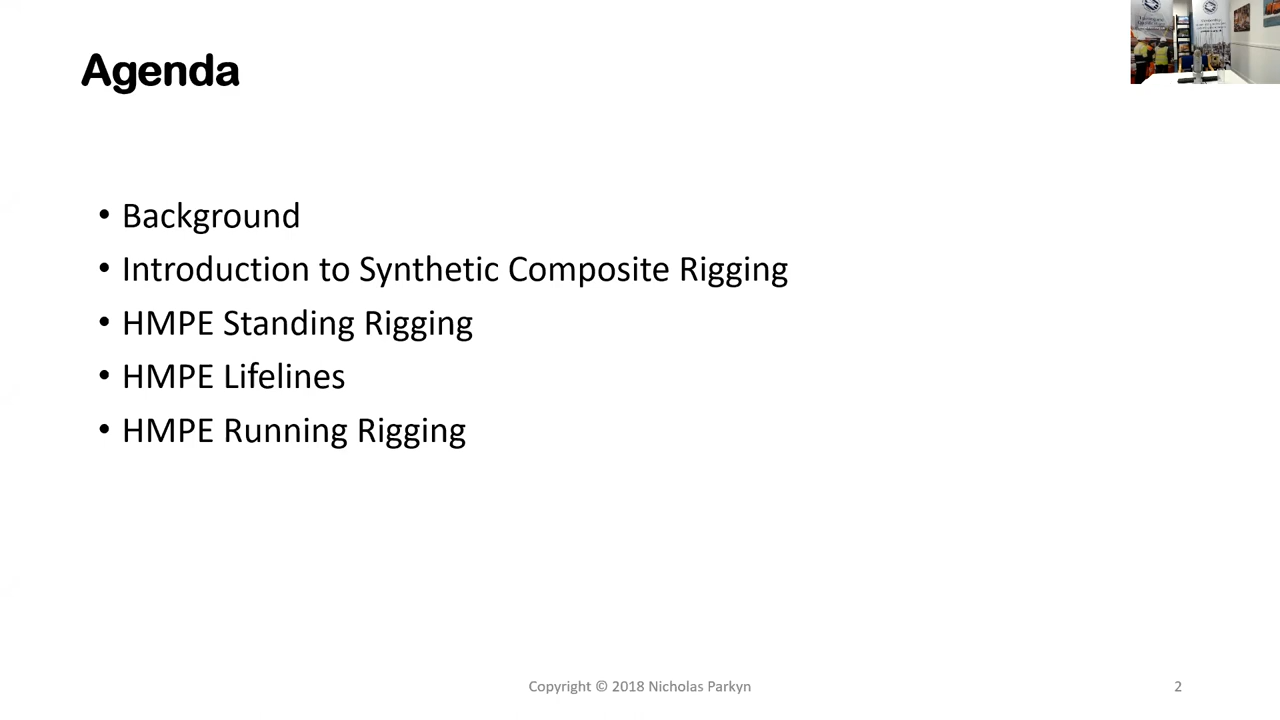 Agenda
• Background
• Introduction to Synthetic Composite Rigging
• HMPE Standing Rigging
• HMPE Lifelines
• HMPE Running Rigging
Copyright © 2018 Nicholas Parkyn
2